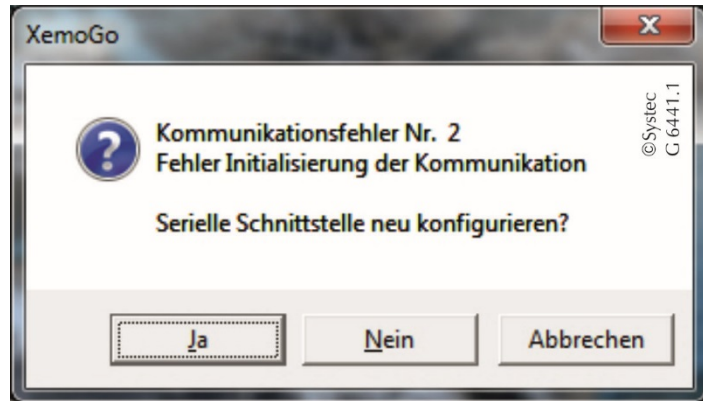 XemoGo
Kommunikationsfehler Nr. 2
Fehler Initialisierung der Kommunikation
Serielle Schnittstelle neu konfigurieren?
©Systec
G 6441.1
Ja
Nein
Abbrechen